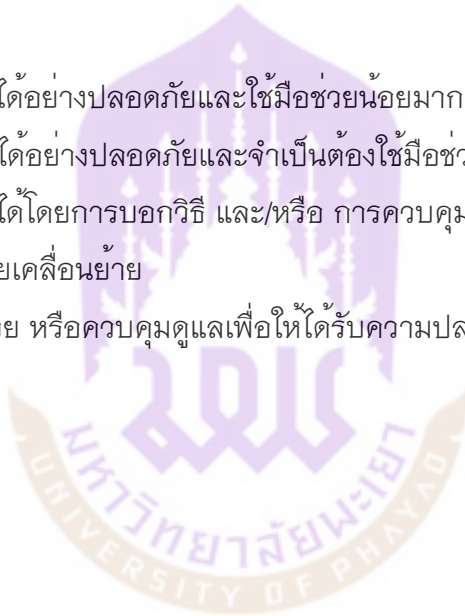 ได้อย่างปลอดภัยและใช้มือช่วยน้อยมาก
ได้อย่างปลอดภัยและจำเป็นต้องใช้มือช่ว
ได้โดยการบอกวิธี และ/หรือ การควบคุม
ยเคลื่อนย้าย
ย หรือควบคุมดูแลเพื่อให้ได้รับความปล
มหาวิทยาลัยพะเยา
UNIVERSITY OF PHAYAO